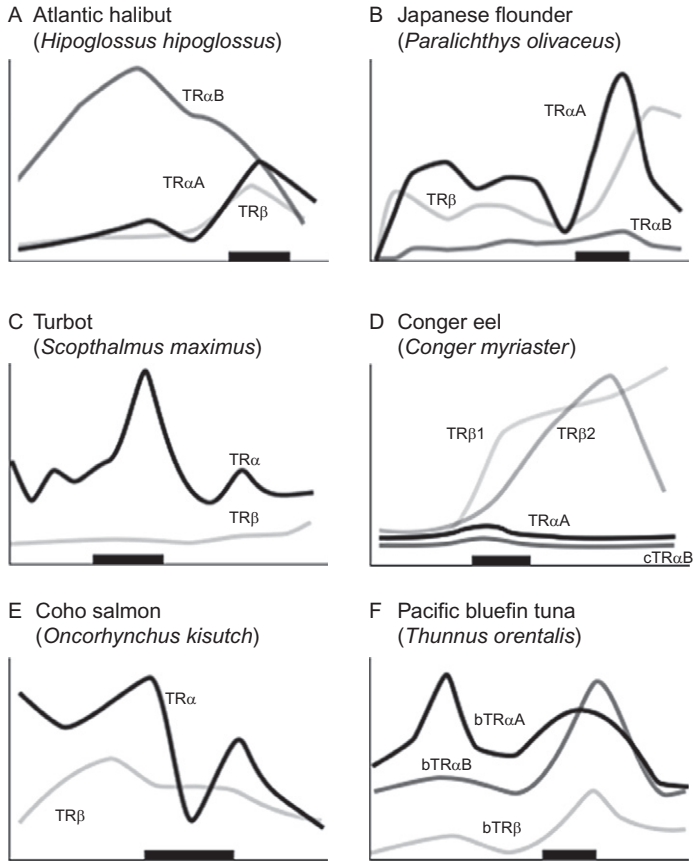 A Atlantic halibut
(Hipoglossus hipoglossus)
TRαB
TRαA
TRβ
B Japanese flounder
(Paralichthys olivaceus)
TRαA
TRβ
TRαB
C Turbot
(Scopthalmus maximus)
TRα
TRβ
D Conger eel
(Conger myriaster)
TRβ1
TRβ2
TRαA
cTRαB
E Coho salmon
(Oncorhynchus kisutch)
TRα
TRβ
F Pacific bluefin tuna
(Thunnus orentalis)
bTRαA
bTRαB
bTRβ